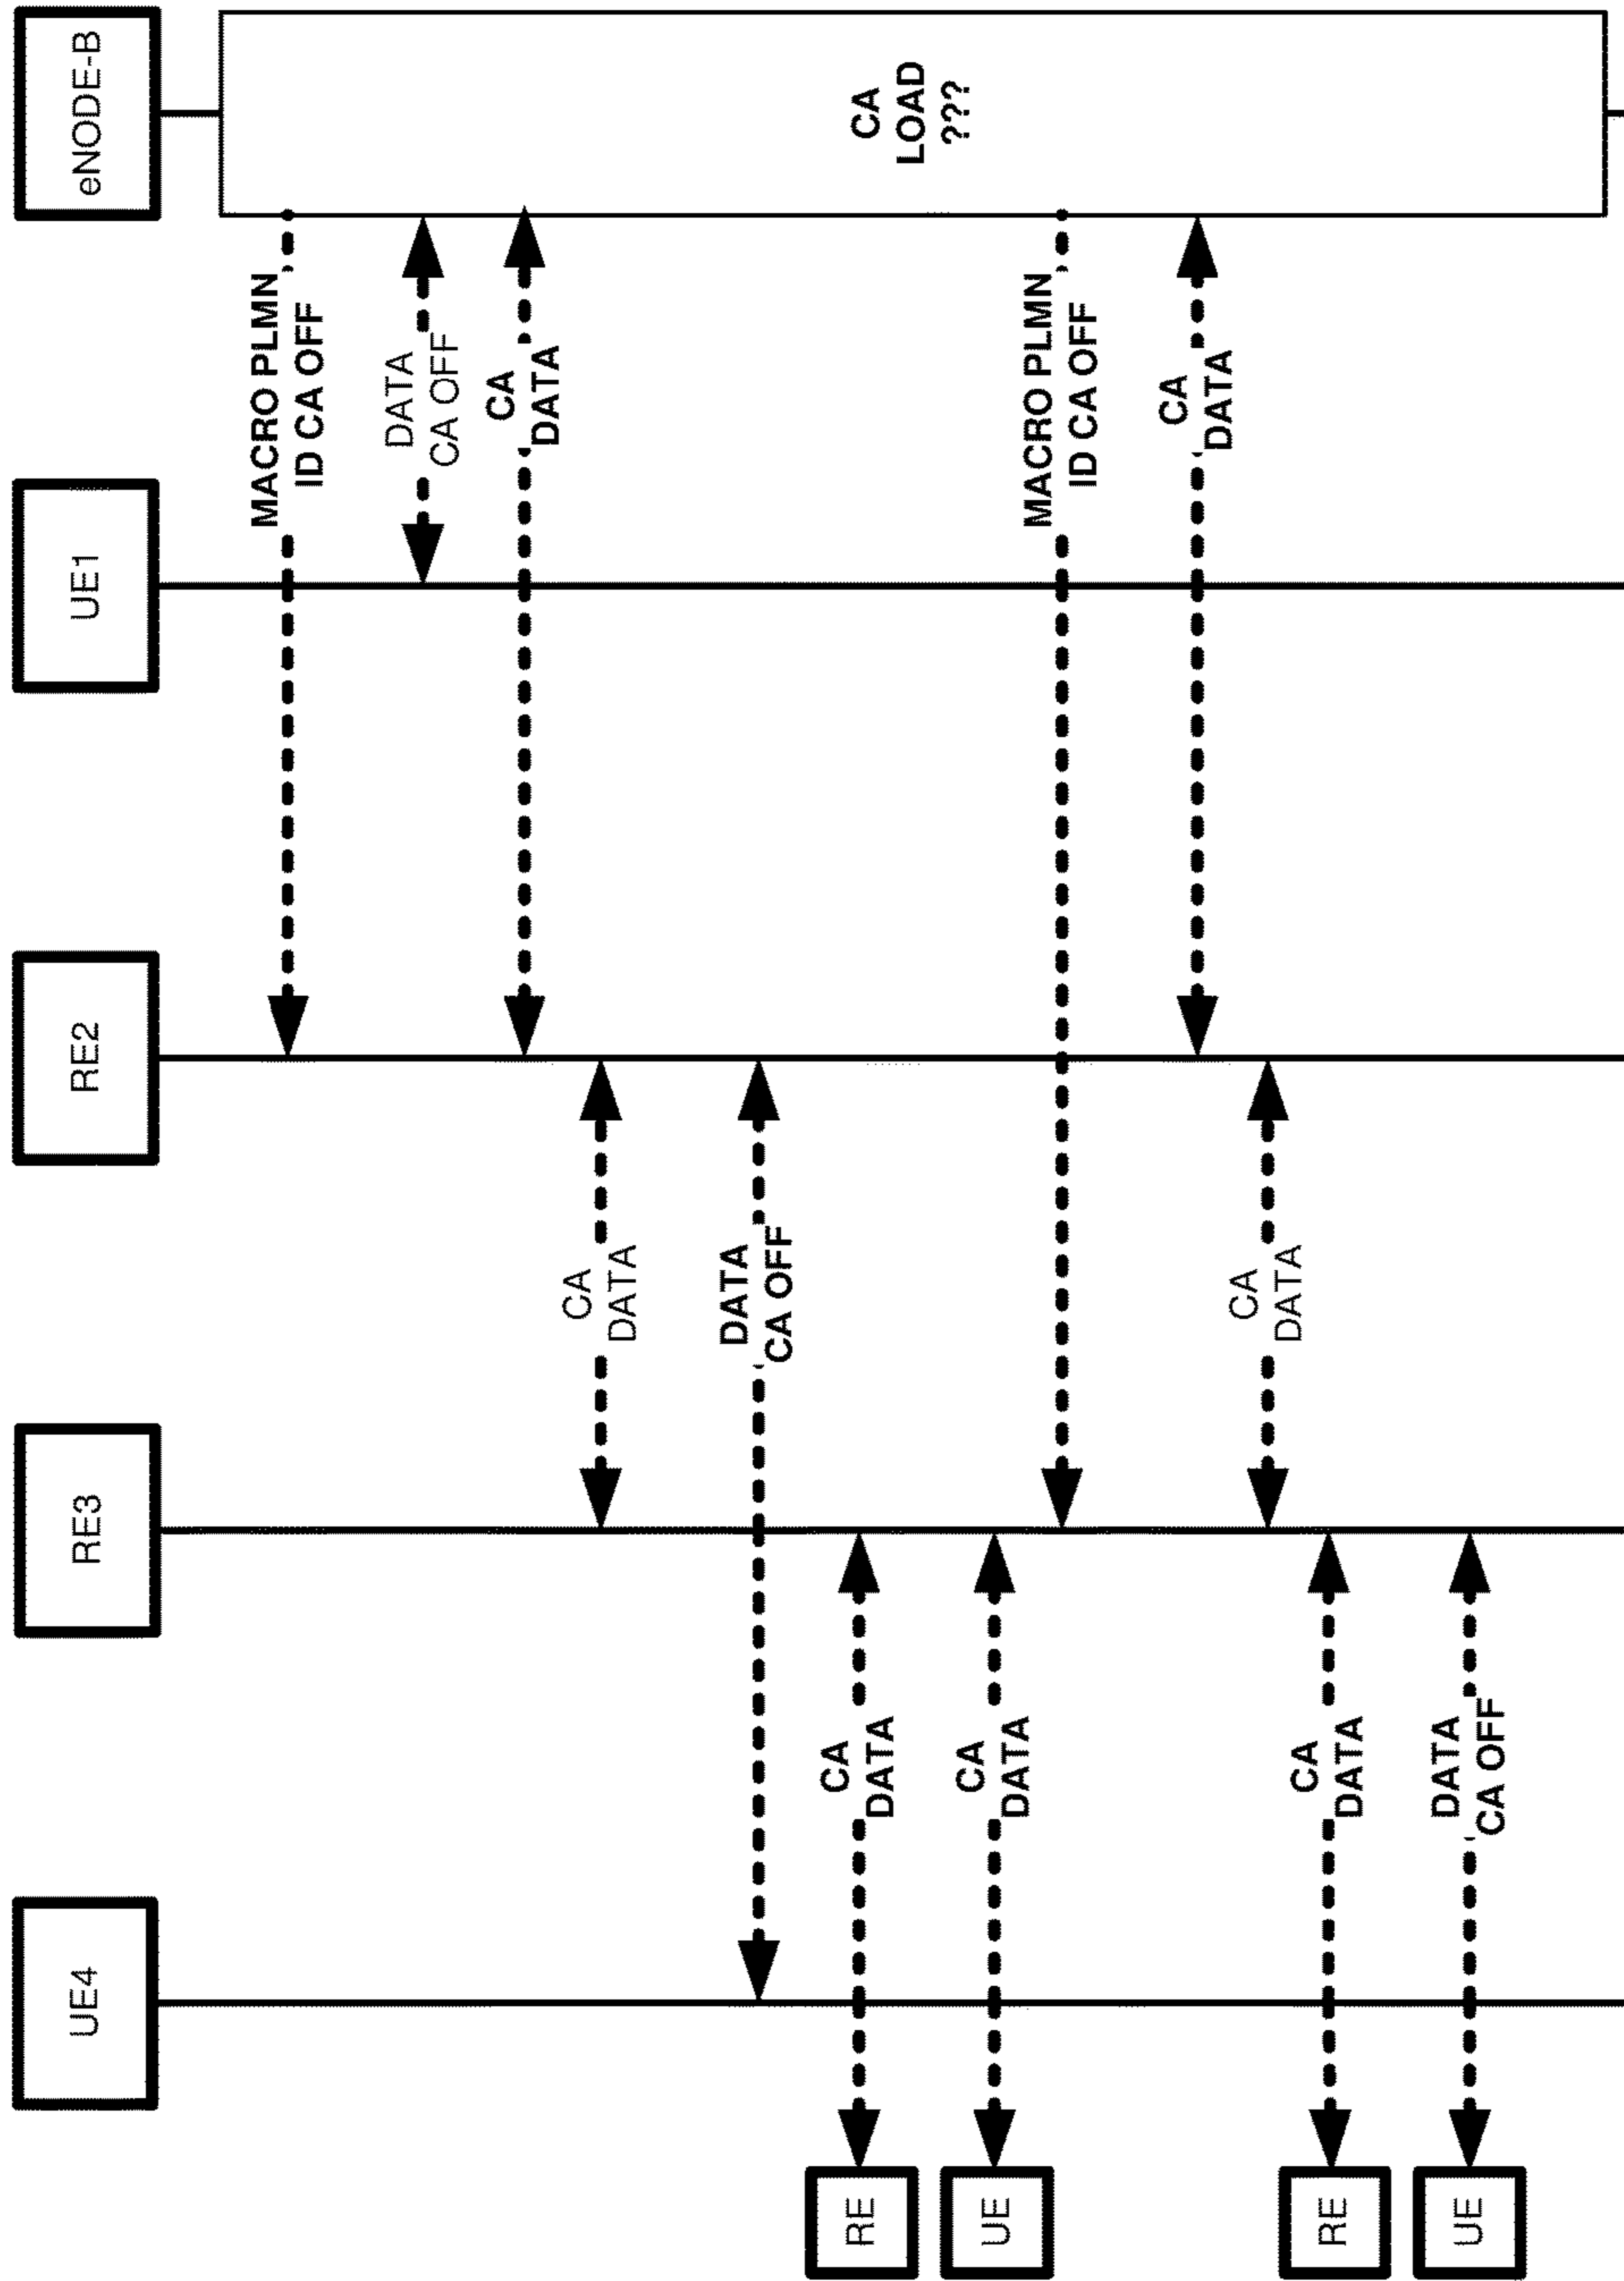 UE4
RE3
RE2
UE1
eNODE-B
MACRO PLMN
ID CA OFF
DATA
CA OFF
CA
DATA
CA
DATA
DATA
CA OFF
RE
CA
DATA
CA
LOAD
???
UE
CA
DATA
MACRO PLMN
ID CA OFF
CA
DATA
CA
DATA
RE
CA
DATA
UE
DATA
CA OFF